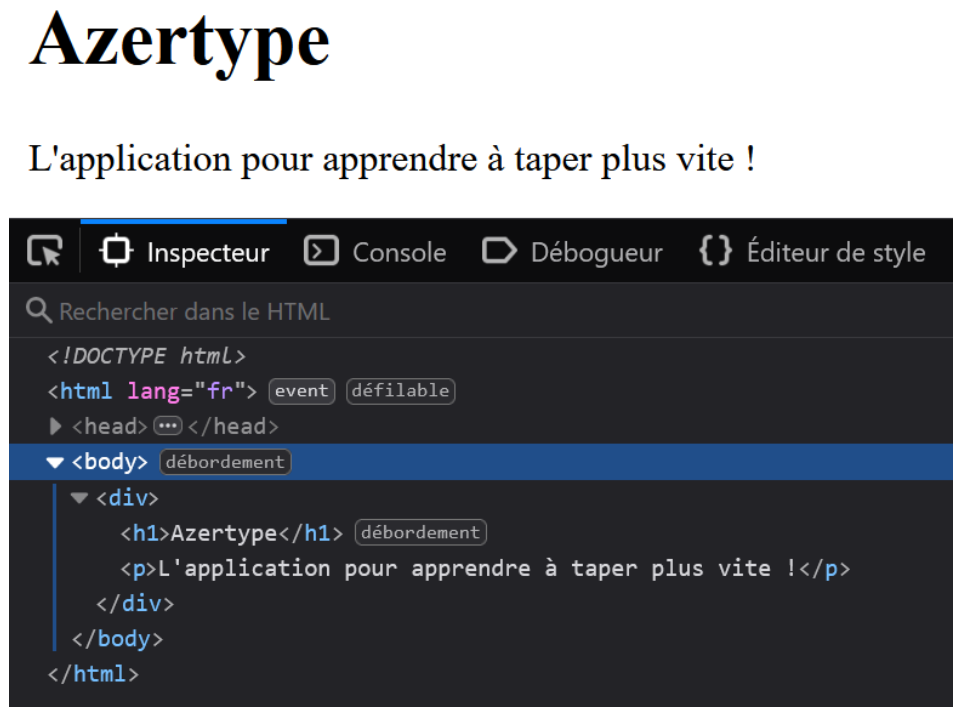 Azertype
L'application pour apprendre à taper plus vite !
Inspecteur Console Débogueur {} Éditeur de style
Rechercher dans le HTML
<!DOCTYPE html>
<html lang="fr"> event défilable
<head> ••• </head>
<body> débordement
<div>
<h1>Azertype</h1> débordement
<p>L'application pour apprendre à taper plus vite !</p>
</div>
</body>
</html>